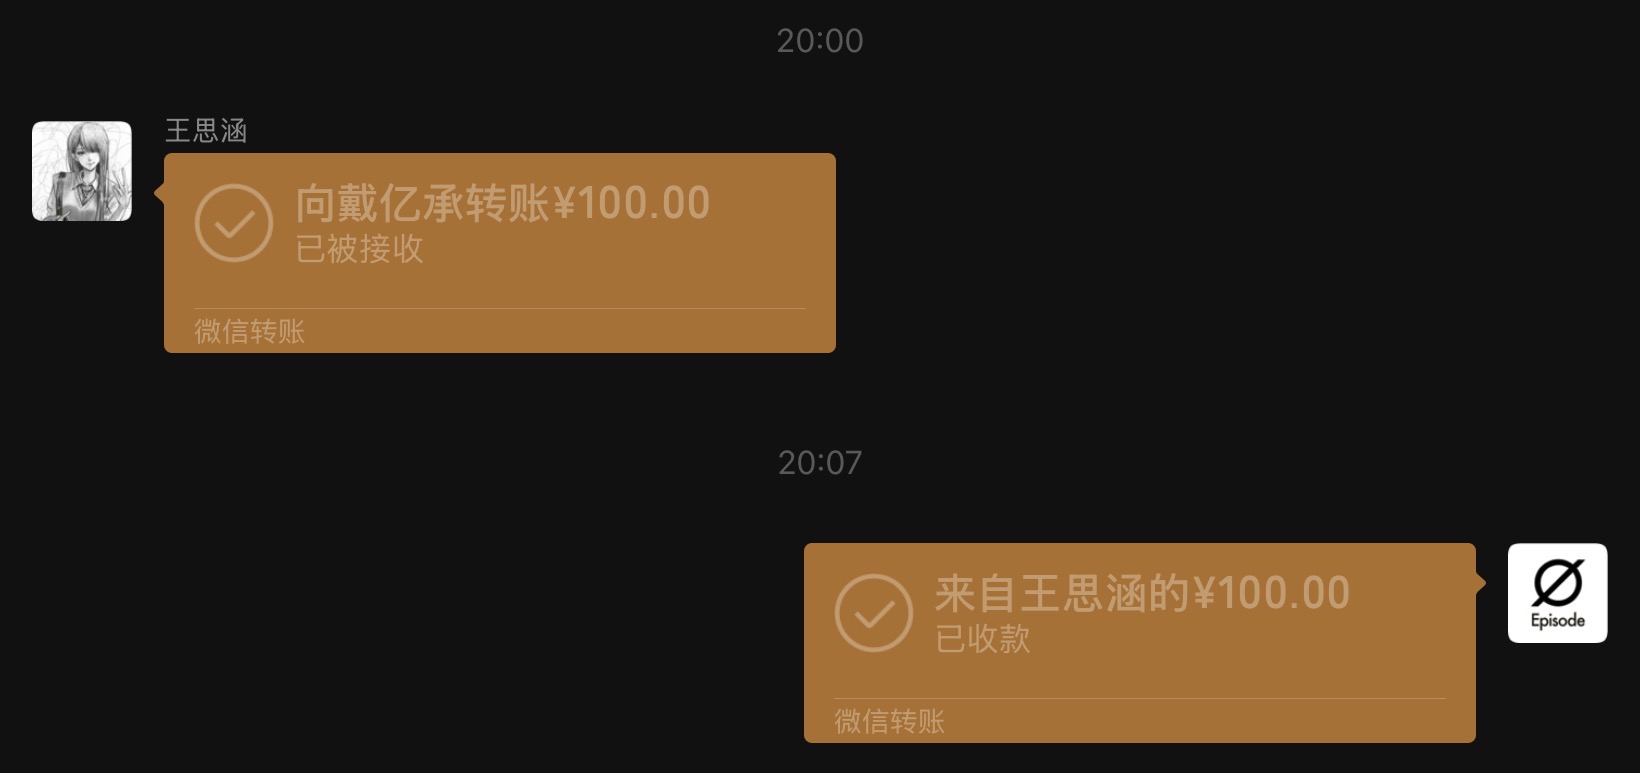 20:00
王思涵
向戴亿承转账¥100.00
已被接收
微信转账
20:07
来自王思涵的¥100.00
已收款
微信转账
Episode